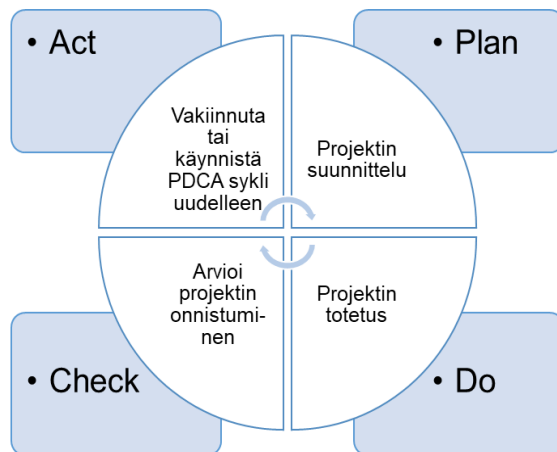 • Act
• Plan
Vakiinnuta
tai
käynnistä
PDCA sykli
uudelleen
Projektin
suunnittelu
Arvioi
projektin
onnistumi-
nen
Projektin
totetus
• Check
• Do